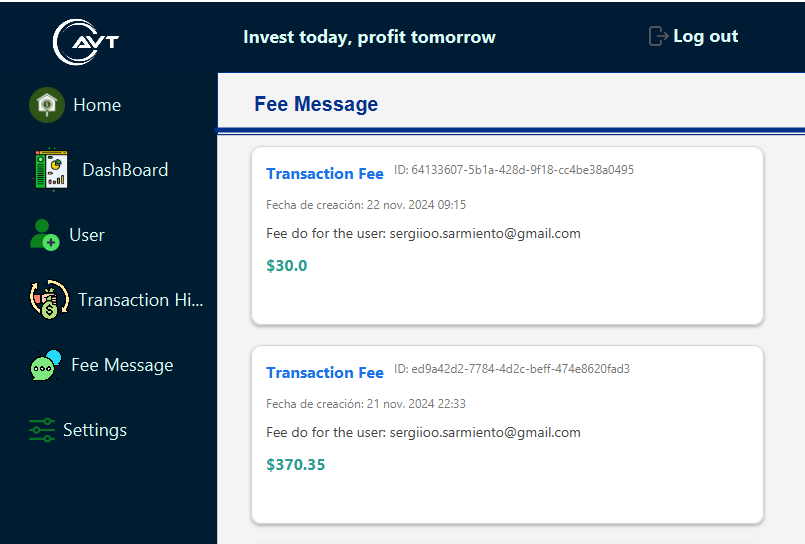 AVT
Invest today, profit tomorrow
Log out
Home
DashBoard
User
Transaction Hi...
Fee Message
Settings
Fee Message
Transaction Fee ID: 64133607-5b1a-428d-9f18-cc4be38a0495
Fecha de creación: 22 nov. 2024 09:15
Fee do for the user: sergiioo.sarmiento@gmail.com
$30.0
Transaction Fee ID: ed9a42d2-7784-4d2c-beff-474e8620fad3
Fecha de creación: 21 nov. 2024 22:33
Fee do for the user: sergiioo.sarmiento@gmail.com
$370.35